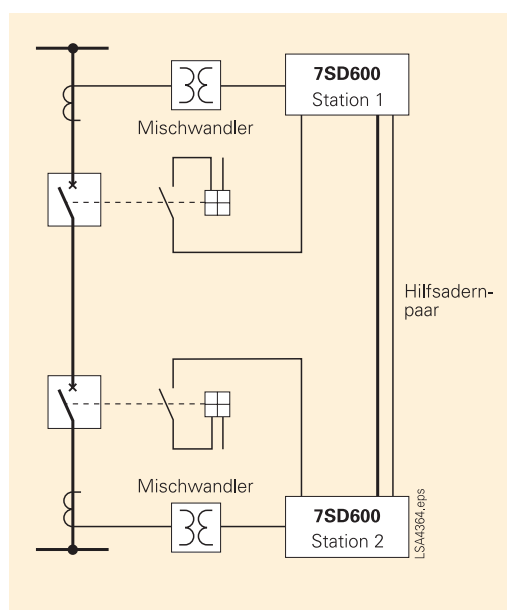 7SD600
Station 1
Mischwandler
Hilfsadern-
paar
Mischwandler
7SD600
Station 2
LSA4364.eps